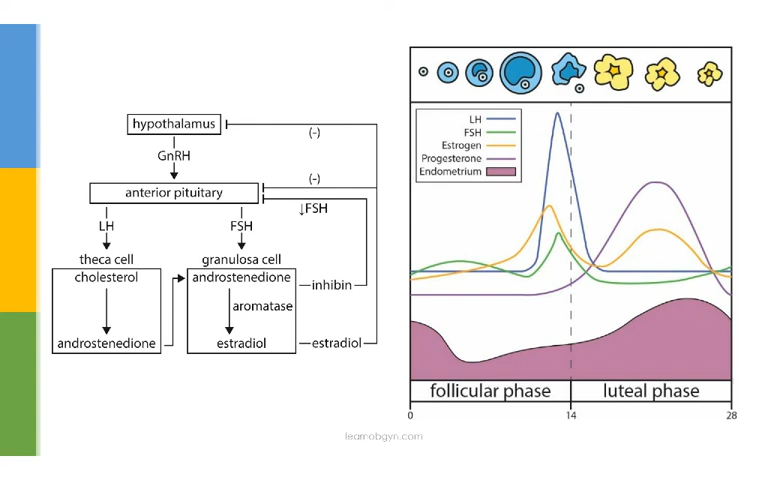 hypothalamus
(-)
GnRH
(-)
anterior pituitary
↓FSH
LH
FSH
theca cell
granulosa cell
cholesterol
androstenedione
inhibin
aromatase
androstenedione
estradiol
estradiol
LH
FSH
Estrogen
Progesterone
Endometrium
follicular phase
luteal phase
0
14
28
learnobgyn.com